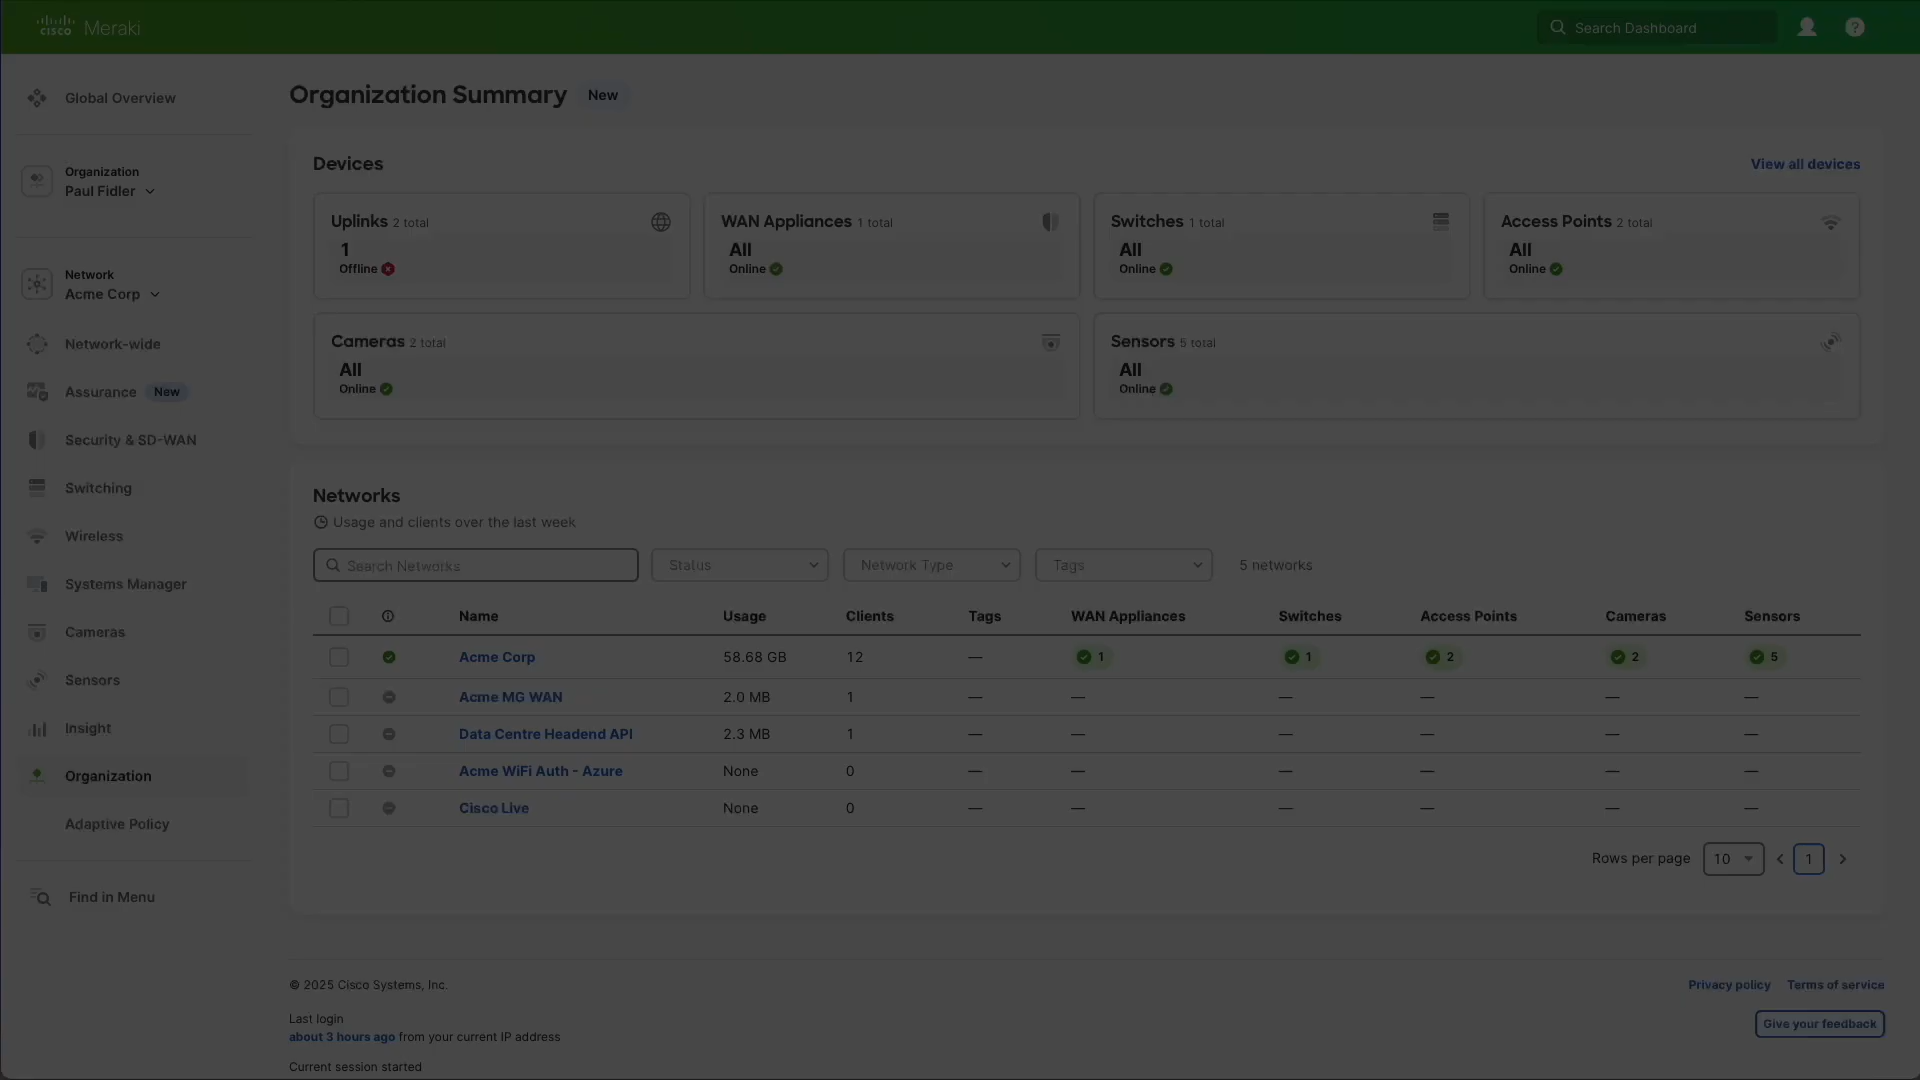 cisco Meraki
Search Dashboard
?
Global Overview
Organization
Paul Fidler
Network
Acme Corp
Network-wide
Assurance New
Security & SD-WAN
Switching
Wireless
Systems Manager
Cameras
Sensors
Insight
Organization
Adaptive Policy
Find in Menu
Organization Summary New
Devices
View all devices
Uplinks 2 total
1
Offline
WAN Appliances 1 total
All
Online
Switches 1 total
All
Online
Access Points 2 total
All
Online
Cameras 2 total
All
Online
Sensors 5 total
All
Online
Networks
Usage and clients over the last week
Search Networks Status Network Type Tags 5 networks
Name Usage Clients Tags WAN Appliances Switches Access Points Cameras Sensors
Acme Corp 58.68 GB 12 — 1 1 2 2 5
Acme MG WAN 2.0 MB 1 — — — — — —
Data Centre Headend API 2.3 MB 1 — — — — — —
Acme WiFi Auth - Azure None 0 — — — — — —
Cisco Live None 0 — — — — — —
Rows per page 10 1
© 2025 Cisco Systems, Inc.
Privacy policy Terms of service
Last login
about 3 hours ago from your current IP address
Give your feedback
Current session started